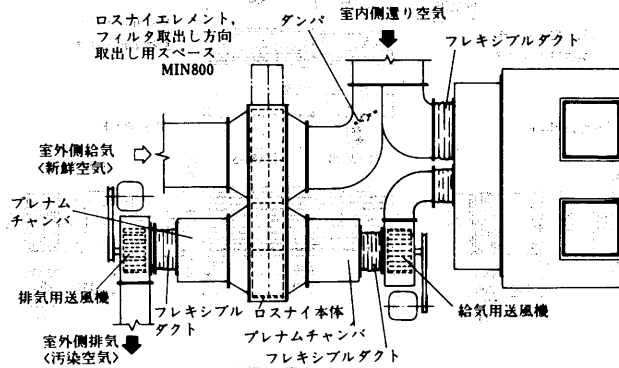 ロスナイエレメント,
フィルタ取出し方向
取出し用スペース
MIN800
ダンパ
室内側還り空気
フレキシブルダクト
室外側給気
<新鮮空気>
プレナム
チャンバ
排気用送風機
室外側排気
<汚染空気>
フレキシブル
ダクト
ロスナイ本体
プレナムチャンバ
フレキシブルダクト
給気用送風機